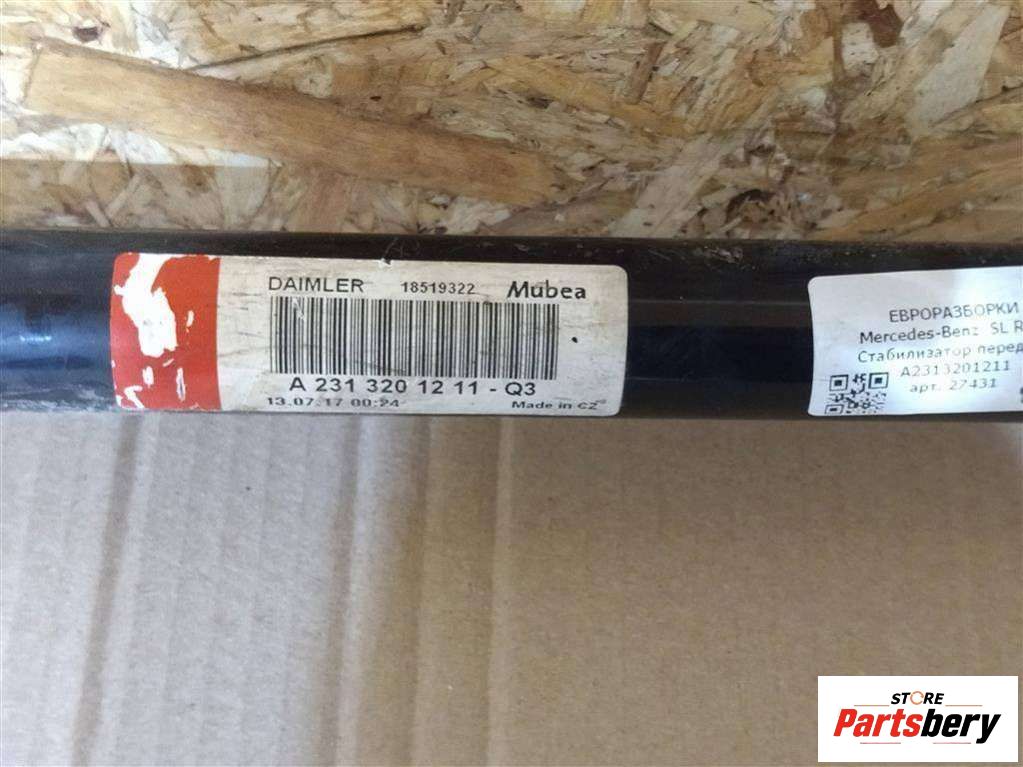 DAIMLER 18519322 Mubea
A 231 320 12 11 - Q3
13.07.17 00:24 Made in CZ
ЕВРОРАЗБОРКИ
Mercedes-Benz SL R
Стабилизатор перед
A2313201211
арт. 27431
STORE
Partsbery